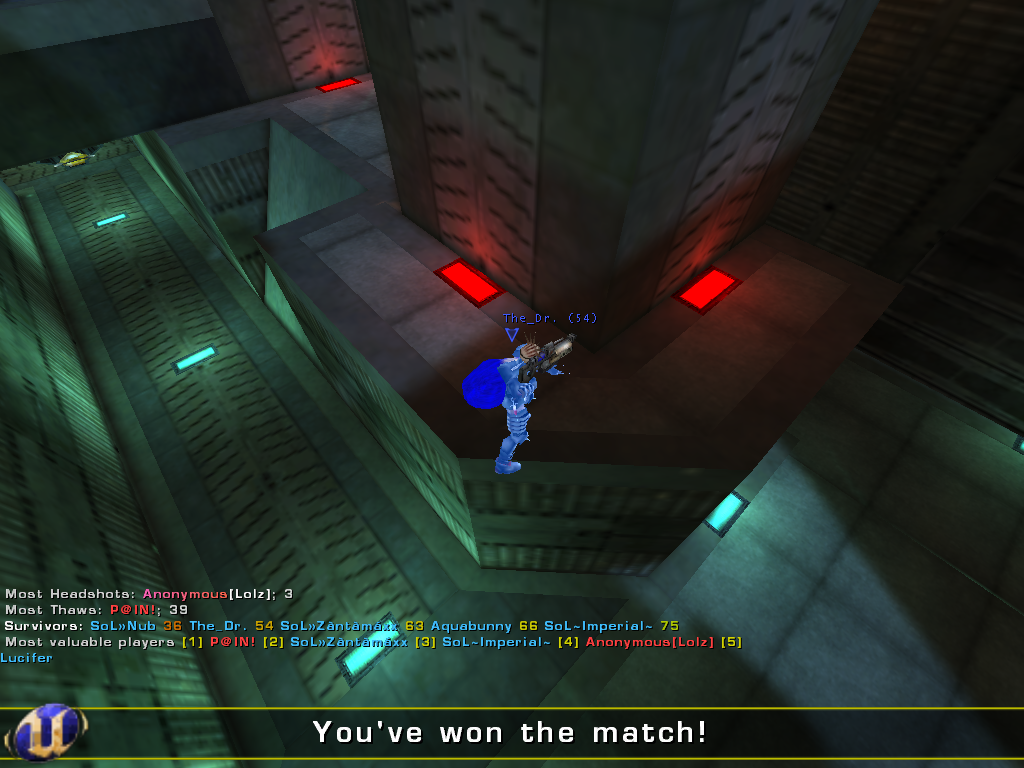 The_Dr. (54)
Most Headshots: Anonymous[Lolz]; 3
Most Thaws: P@IN!; 39
Survivors: SoL»Nub 36 The_Dr. 54 SoL»Zàntâmáxx 63 Aquabunny 66 SoL~Imperial~ 75
Most valuable players [1] P@IN! [2] SoL»Zàntâmáxx [3] SoL~Imperial~ [4] Anonymous[Lolz] [5]
Lucifer
You've won the match!